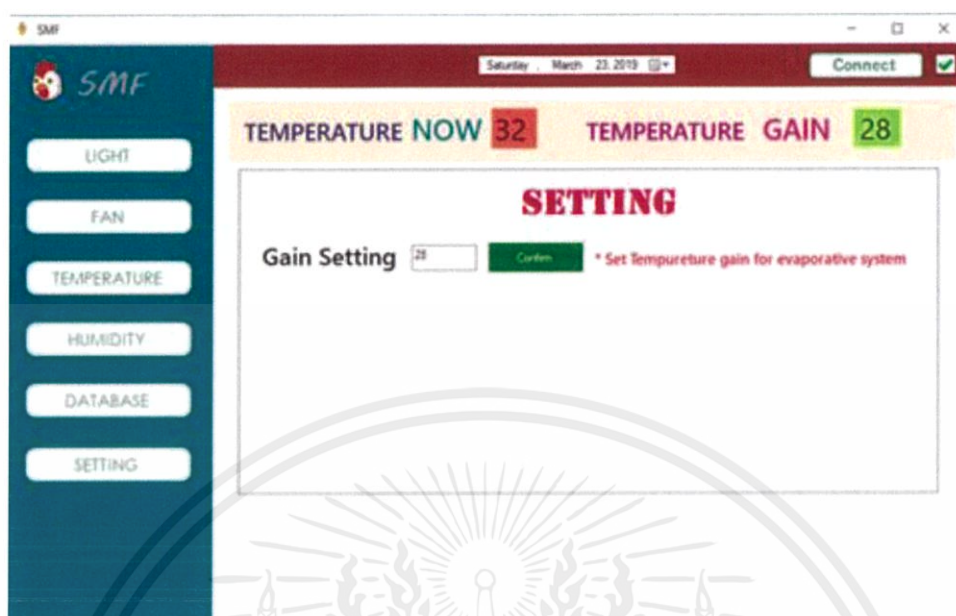 SMF
SMF
Saturday , March 23, 2019
Connect
LIGHT
FAN
TEMPERATURE
HUMIDITY
DATABASE
SETTING
TEMPERATURE NOW 32 TEMPERATURE GAIN 28
SETTING
Gain Setting 28 Confirm * Set Tempureture gain for evaporative system